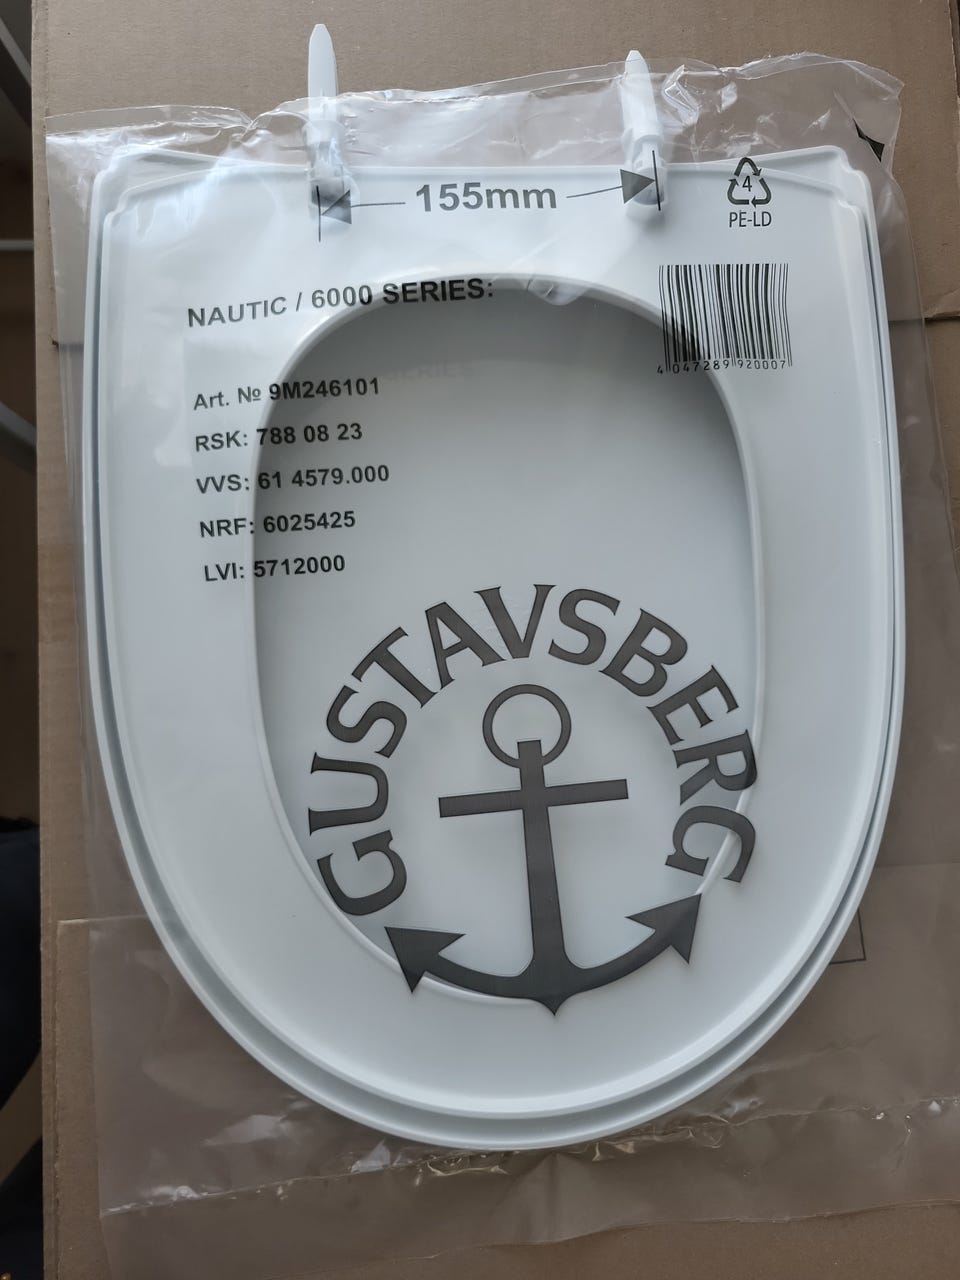 155mm
4
PE-LD
NAUTIC / 6000 SERIES:
4 047289 920007
Art. № 9M246101
RSK: 788 08 23
VVS: 61 4579.000
NRF: 6025425
LVI: 5712000
GUSTAVSBERG